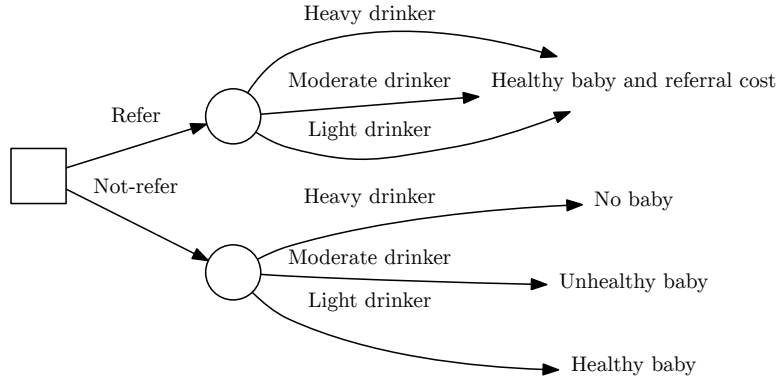 Heavy drinker
Moderate drinker
Healthy baby and referral cost
Refer
Light drinker
Not-refer
Heavy drinker
No baby
Moderate drinker
Unhealthy baby
Light drinker
Healthy baby